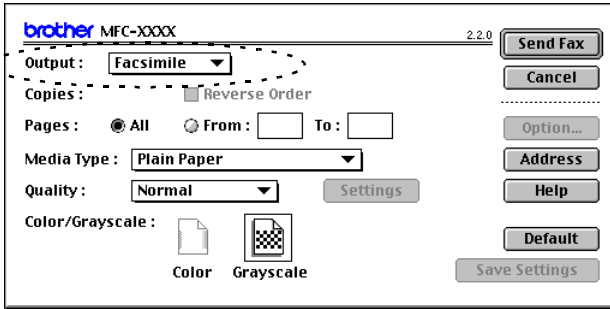 brother MFC-XXXX 2.2.0 Send Fax
Output : Facsimile Cancel
Copies : Reverse Order
Pages : All From : To : Option...
Media Type : Plain Paper Address
Quality : Normal Settings Help
Color/Grayscale : Default
Color Grayscale Save Settings